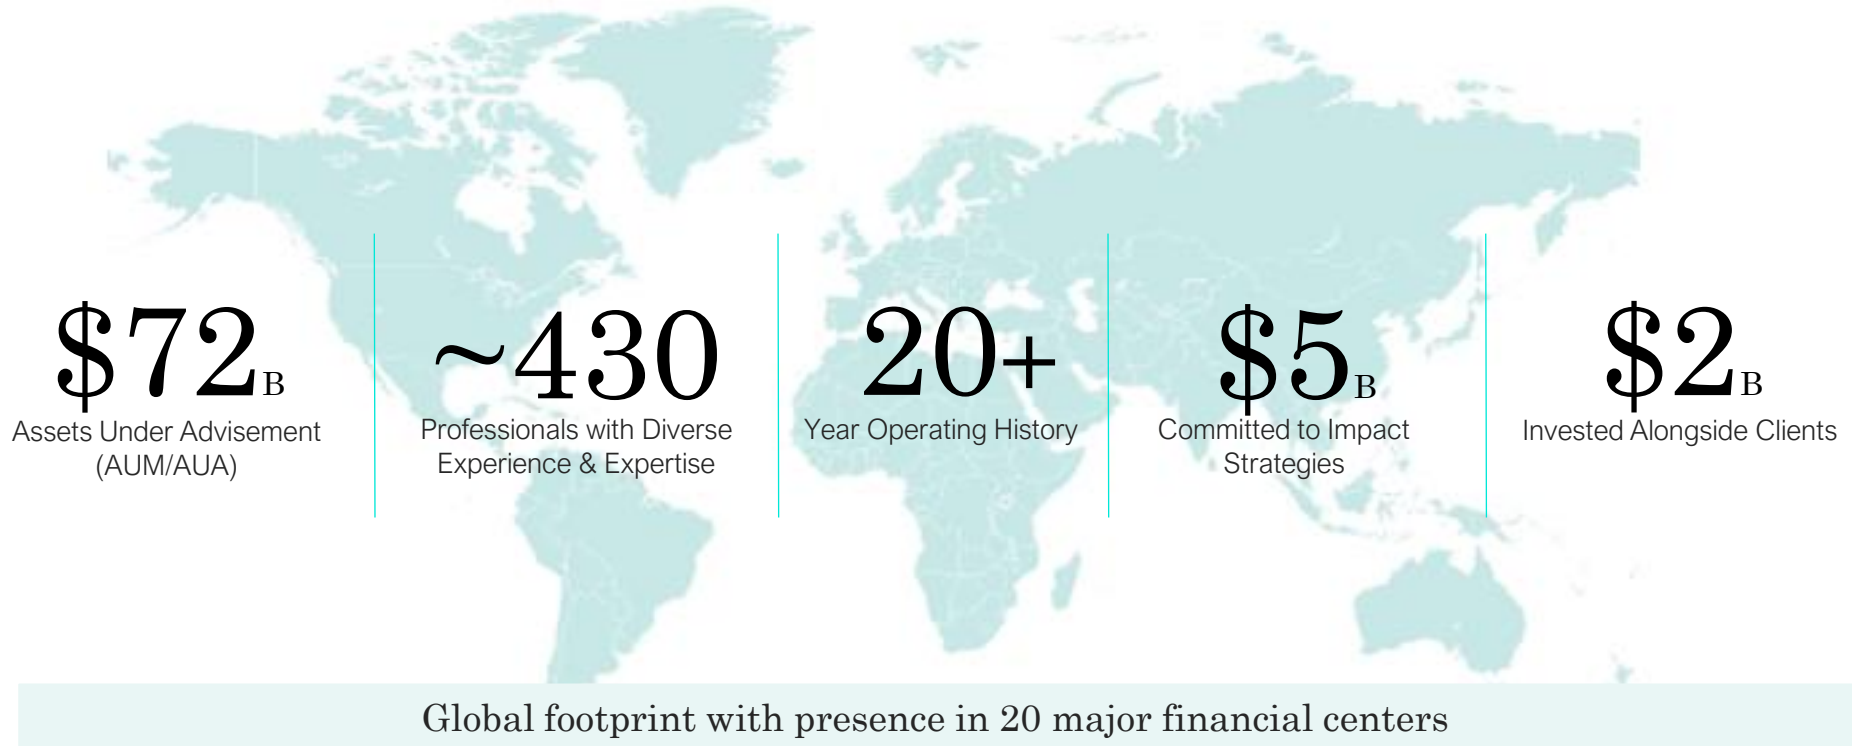 $72B
Assets Under Advisement
(AUM/AUA)
~430
Professionals with Diverse
Experience & Expertise
20+
Year Operating History
$5B
Committed to Impact
Strategies
$2B
Invested Alongside Clients
Global footprint with presence in 20 major financial centers